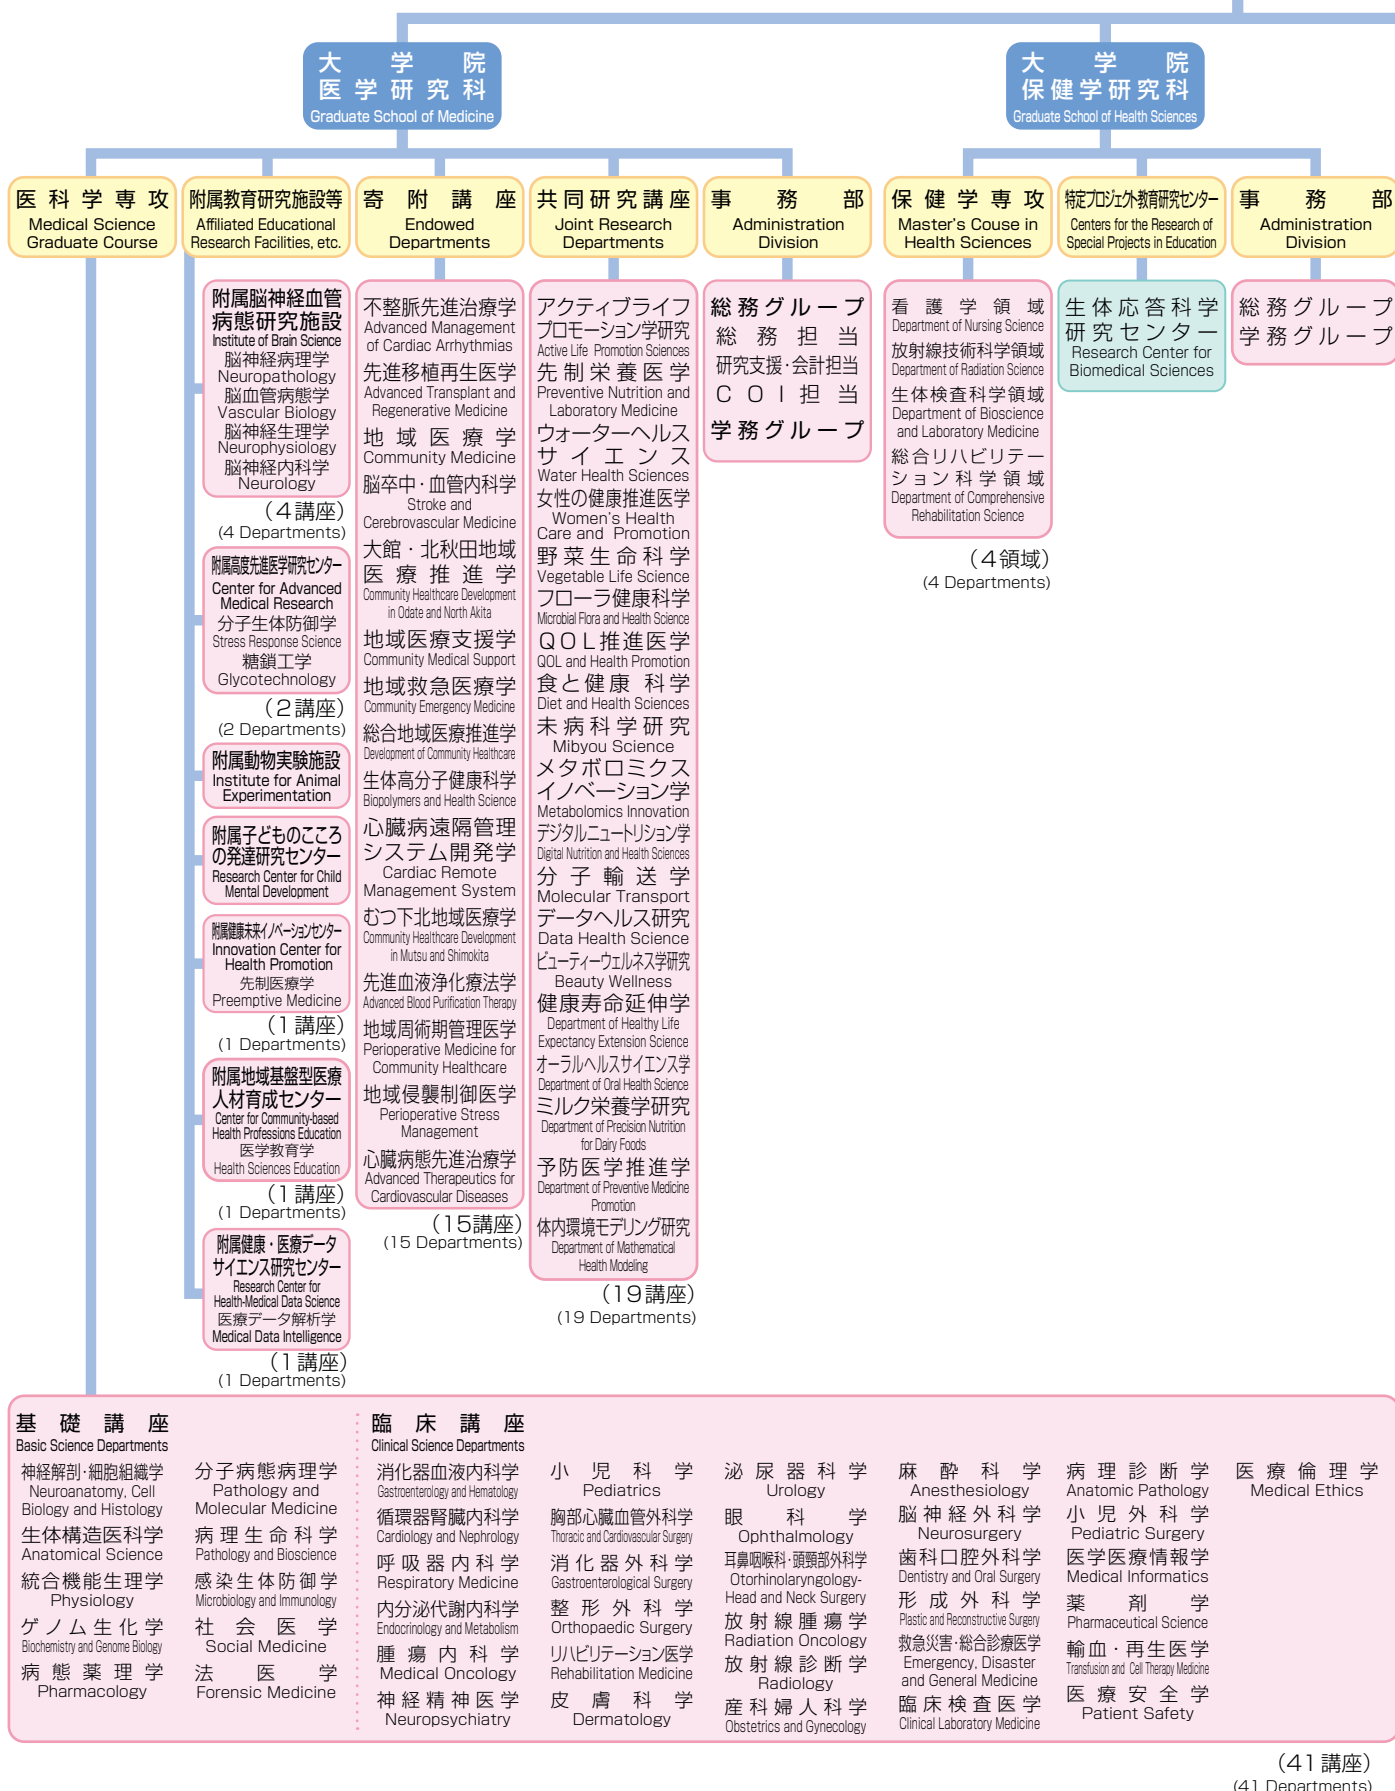 大学院
医学研究科
Graduate School of Medicine
大学院
保健学研究科
Graduate School of Health Sciences
医科学専攻
Medical Science
Graduate Course
附属教育研究施設等
Affiliated Educational
Research Facilities, etc.
寄附講座
Endowed
Departments
共同研究講座
Joint Research
Departments
事務部
Administration
Division
保健学専攻
Master's Couse in
Health Sciences
特定プロジェクト教育研究センター
Centers for the Research of
Special Projects in Education
事務部
Administration
Division
附属脳神経血管
病態研究施設
Institute of Brain Science
脳神経病理学
Neuropathology
脳血管病態学
Vascular Biology
脳神経生理学
Neurophysiology
脳神経内科学
Neurology
(4講座)
(4 Departments)
附属高度先進医学研究センター
Center for Advanced
Medical Research
分子生体防御学
Stress Response Science
糖鎖工学
Glycotechnology
(2講座)
(2 Departments)
附属動物実験施設
Institute for Animal
Experimentation
附属子どものこころ
の発達研究センター
Research Center for Child
Mental Development
附属健康未来イノベーションセンター
Innovation Center for
Health Promotion
先制医療学
Preemptive Medicine
(1講座)
(1 Departments)
附属地域基盤型医療
人材育成センター
Center for Community-based
Health Professions Education
医学教育学
Health Sciences Education
(1講座)
(1 Departments)
附属健康・医療データ
サイエンス研究センター
Research Center for
Health-Medical Data Science
医療データ解析学
Medical Data Intelligence
(1講座)
(1 Departments)
不整脈先進治療学
Advanced Management
of Cardiac Arrhythmias
先進移植再生医学
Advanced Transplant and
Regenerative Medicine
地域医療学
Community Medicine
脳卒中・血管内科学
Stroke and
Cerebrovascular Medicine
大館・北秋田地域
医療推進学
Community Healthcare Development
in Odate and North Akita
地域医療支援学
Community Medical Support
地域救急医療学
Community Emergency Medicine
総合地域医療推進学
Development of Community Healthcare
生体高分子健康科学
Biopolymers and Health Science
心臓病遠隔管理
システム開発学
Cardiac Remote
Management System
むつ下北地域医療学
Community Healthcare Development
in Mutsu and Shimokita
先進血液浄化療法学
Advanced Blood Purification Therapy
地域周術期管理医学
Perioperative Medicine for
Community Healthcare
地域侵襲制御医学
Perioperative Stress
Management
心臓病態先進治療学
Advanced Therapeutics for
Cardiovascular Diseases
(15講座)
(15 Departments)
アクティブライフ
プロモーション学研究
Active Life Promotion Sciences
先制栄養医学
Preventive Nutrition and
Laboratory Medicine
ウォーターヘルス
サイエンス
Water Health Sciences
女性の健康推進医学
Women's Health
Care and Promotion
野菜生命科学
Vegetable Life Science
フローラ健康科学
Microbial Flora and Health Science
QOL推進医学
QOL and Health Promotion
食と健康 科学
Diet and Health Sciences
未病科学研究
Mibyou Science
メタボロミクス
イノベーション学
Metabolomics Innovation
デジタルニュートリション学
Digital Nutrition and Health Sciences
分子輸送学
Molecular Transport
データヘルス研究
Data Health Science
ビューティーウェルネス学研究
Beauty Wellness
健康寿命延伸学
Department of Healthy Life
Expectancy Extension Science
オーラルヘルスサイエンス学
Department of Oral Health Science
ミルク栄養学研究
Department of Precision Nutrition
for Dairy Foods
予防医学推進学
Department of Preventive Medicine
Promotion
体内環境モデリング研究
Department of Mathematical
Health Modeling
(19講座)
(19 Departments)
総務グループ
総務担当
研究支援・会計担当
COI担当
学務グループ
看護学領域
Department of Nursing Science
放射線技術科学領域
Department of Radiation Science
生体検査科学領域
Department of Bioscience
and Laboratory Medicine
総合リハビリテー
ション科学領域
Department of Comprehensive
Rehabilitation Science
(4領域)
(4 Departments)
生体応答科学
研究センター
Research Center for
Biomedical Sciences
総務グループ
学務グループ
基礎講座
Basic Science Departments
神経解剖・細胞組織学
Neuroanatomy, Cell
Biology and Histology
生体構造医科学
Anatomical Science
統合機能生理学
Physiology
ゲノム生化学
Biochemistry and Genome Biology
病態薬理学
Pharmacology
分子病態病理学
Pathology and
Molecular Medicine
病理生命科学
Pathology and Bioscience
感染生体防御学
Microbiology and Immunology
社会医学
Social Medicine
法医学
Forensic Medicine
臨床講座
Clinical Science Departments
消化器血液内科学
Gastroenterology and Hematology
循環器腎臓内科学
Cardiology and Nephrology
呼吸器内科学
Respiratory Medicine
内分泌代謝内科学
Endocrinology and Metabolism
腫瘍内科学
Medical Oncology
神経精神医学
Neuropsychiatry
小児科学
Pediatrics
胸部心臓血管外科学
Thoracic and Cardiovascular Surgery
消化器外科学
Gastroenterological Surgery
整形外科学
Orthopaedic Surgery
リハビリテーション医学
Rehabilitation Medicine
皮膚科学
Dermatology
泌尿器科学
Urology
眼科学
Ophthalmology
耳鼻咽喉科・頭頸部外科学
Otorhinolaryngology-
Head and Neck Surgery
放射線腫瘍学
Radiation Oncology
放射線診断学
Radiology
産科婦人科学
Obstetrics and Gynecology
麻酔科学
Anesthesiology
脳神経外科学
Neurosurgery
歯科口腔外科学
Dentistry and Oral Surgery
形成外科学
Plastic and Reconstructive Surgery
救急災害・総合診療医学
Emergency, Disaster
and General Medicine
臨床検査医学
Clinical Laboratory Medicine
病理診断学
Anatomic Pathology
小児外科学
Pediatric Surgery
医学医療情報学
Medical Informatics
薬剤学
Pharmaceutical Science
輸血・再生医学
Transfusion and Cell Therapy Medicine
医療安全学
Patient Safety
医療倫理学
Medical Ethics
(41講座)
(41 Departments)